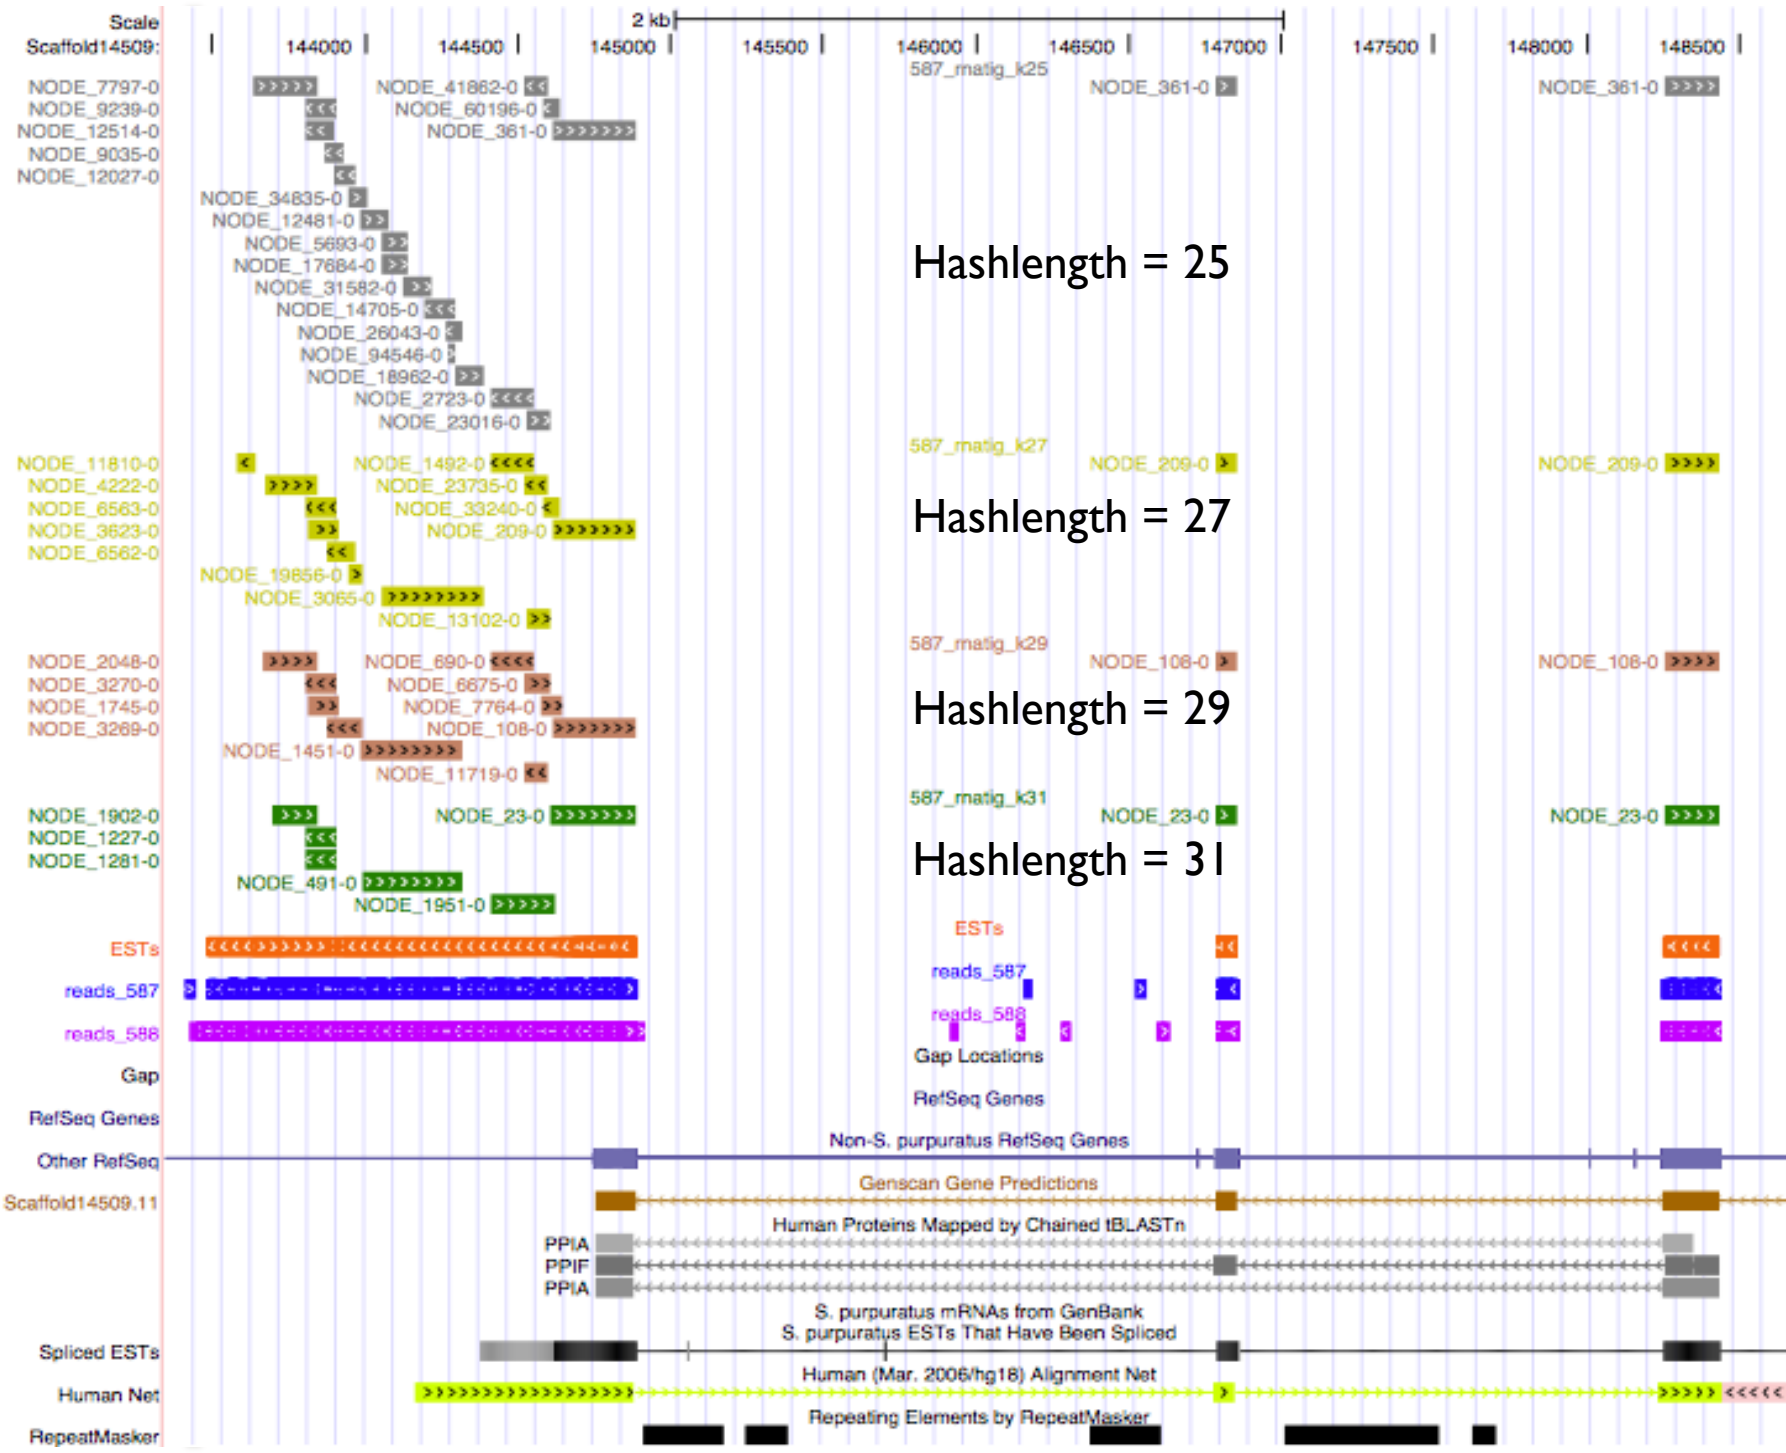 Scale 2 kb
Scaffold14509: 144000 144500 145000 145500 146000 146500 147000 147500 148000 148500
587_rnatig_k25
NODE_7797-0 NODE_41862-0 NODE_361-0 NODE_361-0
NODE_9239-0 NODE_60196-0
NODE_12514-0 NODE_361-0
NODE_9035-0
NODE_12027-0
NODE_34835-0
NODE_12481-0
NODE_5693-0
NODE_17684-0
Hashlength = 25
NODE_31582-0
NODE_14705-0
NODE_26043-0
NODE_94546-0
NODE_18962-0
NODE_2723-0
NODE_23016-0
587_rnatig_k27
NODE_11810-0 NODE_1492-0 NODE_209-0 NODE_209-0
NODE_4222-0 NODE_23735-0
NODE_6563-0 NODE_33240-0
Hashlength = 27
NODE_3623-0 NODE_209-0
NODE_6562-0
NODE_19856-0
NODE_3065-0
NODE_13102-0
587_rnatig_k29
NODE_2048-0 NODE_690-0 NODE_108-0 NODE_108-0
NODE_3270-0 NODE_6675-0
NODE_1745-0 NODE_7764-0
Hashlength = 29
NODE_3269-0 NODE_108-0
NODE_1451-0
NODE_11719-0
587_rnatig_k31
NODE_1902-0 NODE_23-0 NODE_23-0 NODE_23-0
NODE_1227-0
NODE_1281-0
Hashlength = 31
NODE_491-0
NODE_1951-0
ESTs
ESTs
reads_587
reads_587
reads_588
reads_588
Gap Locations
Gap
RefSeq Genes
RefSeq Genes
Non-S. purpuratus RefSeq Genes
Other RefSeq
Genscan Gene Predictions
Scaffold14509.11
Human Proteins Mapped by Chained tBLASTn
PPIA
PPIF
PPIA
S. purpuratus mRNAs from GenBank
S. purpuratus ESTs That Have Been Spliced
Spliced ESTs
Human (Mar. 2006/hg18) Alignment Net
Human Net
Repeating Elements by RepeatMasker
RepeatMasker